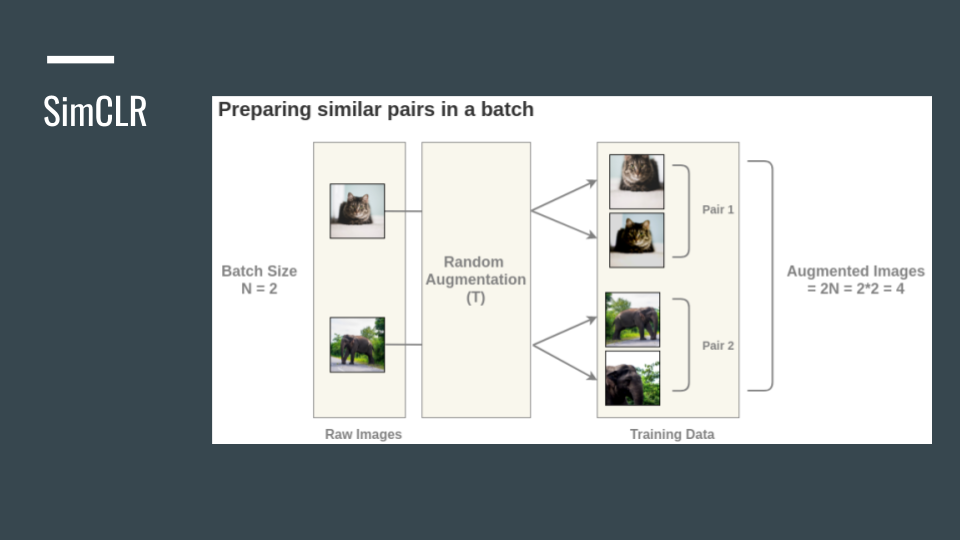 SimCLR
Preparing similar pairs in a batch
Batch Size
N = 2
Random
Augmentation
(T)
Pair 1
Pair 2
Augmented Images
= 2N = 2*2 = 4
Raw Images
Training Data